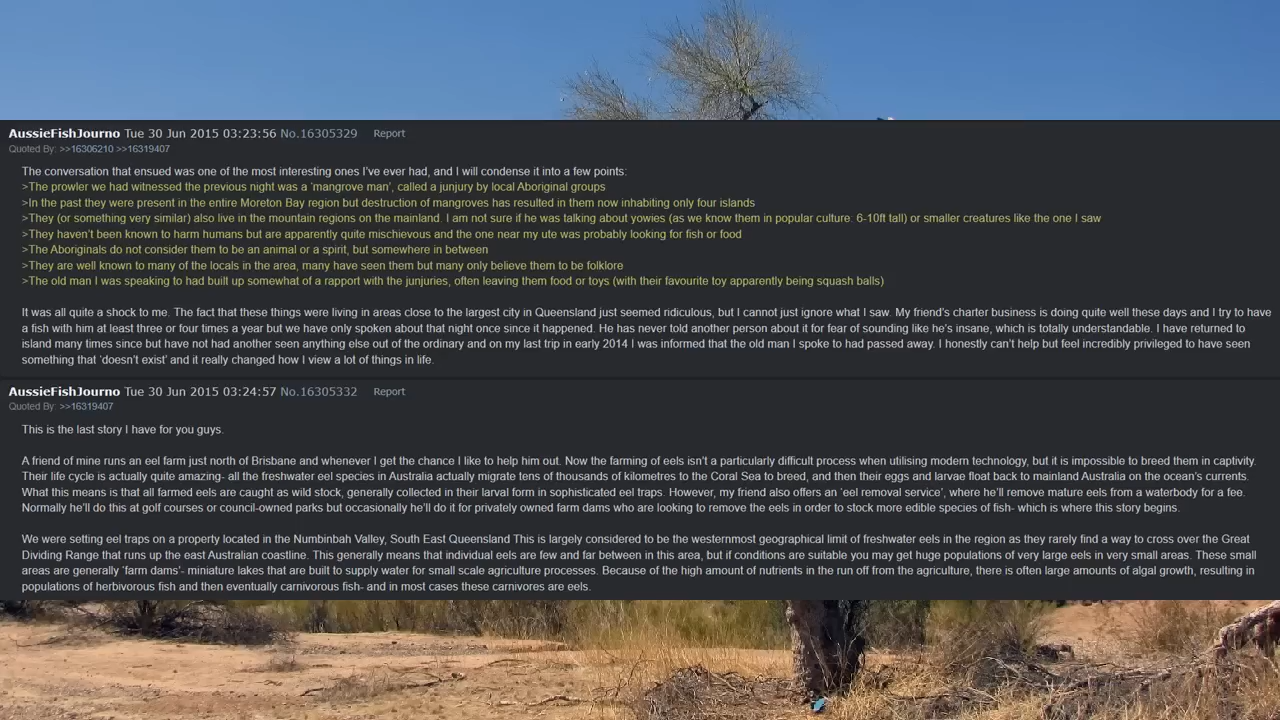 AussieFishJourno Tue 30 Jun 2015 03:23:56 No.16305329 Report
Quoted By: >>16306210 >>16319407
The conversation that ensued was one of the most interesting ones I've ever had, and I will condense it into a few points:
>The prowler we had witnessed the previous night was a 'mangrove man', called a junjury by local Aboriginal groups
>In the past they were present in the entire Moreton Bay region but destruction of mangroves has resulted in them now inhabiting only four islands
>They (or something very similar) also live in the mountain regions on the mainland. I am not sure if he was talking about yowies (as we know them in popular culture: 6-10ft tall) or smaller creatures like the one I saw
>They haven't been known to harm humans but are apparently quite mischievous and the one near my ute was probably looking for fish or food
>The Aboriginals do not consider them to be an animal or a spirit, but somewhere in between
>They are well known to many of the locals in the area, many have seen them but many only believe them to be folklore
>The old man I was speaking to had built up somewhat of a rapport with the junjuries, often leaving them food or toys (with their favourite toy apparently being squash balls)
It was all quite a shock to me. The fact that these things were living in areas close to the largest city in Queensland just seemed ridiculous, but I cannot just ignore what I saw. My friend's charter business is doing quite well these days and I try to have
a fish with him at least three or four times a year but we have only spoken about that night once since it happened. He has never told another person about it for fear of sounding like he's insane, which is totally understandable. I have returned to
island many times since but have not had another seen anything else out of the ordinary and on my last trip in early 2014 I was informed that the old man I spoke to had passed away. I honestly can't help but feel incredibly privileged to have seen
something that 'doesn't exist' and it really changed how I view a lot of things in life.
AussieFishJourno Tue 30 Jun 2015 03:24:57 No.16305332 Report
Quoted By: >>16319407
This is the last story I have for you guys.
A friend of mine runs an eel farm just north of Brisbane and whenever I get the chance I like to help him out. Now the farming of eels isn't a particularly difficult process when utilising modern technology, but it is impossible to breed them in captivity.
Their life cycle is actually quite amazing- all the freshwater eel species in Australia actually migrate tens of thousands of kilometres to the Coral Sea to breed, and then their eggs and larvae float back to mainland Australia on the ocean's currents.
What this means is that all farmed eels are caught as wild stock, generally collected in their larval form in sophisticated eel traps. However, my friend also offers an 'eel removal service', where he'll remove mature eels from a waterbody for a fee.
Normally he'll do this at golf courses or council-owned parks but occasionally he'll do it for privately owned farm dams who are looking to remove the eels in order to stock more edible species of fish- which is where this story begins.
We were setting eel traps on a property located in the Numbinbah Valley, South East Queensland This is largely considered to be the westernmost geographical limit of freshwater eels in the region as they rarely find a way to cross over the Great
Dividing Range that runs up the east Australian coastline. This generally means that individual eels are few and far between in this area, but if conditions are suitable you may get huge populations of very large eels in very small areas. These small
areas are generally 'farm dams'- miniature lakes that are built to supply water for small scale agriculture processes. Because of the high amount of nutrients in the run off from the agriculture, there is often large amounts of algal growth, resulting in
populations of herbivorous fish and then eventually carnivorous fish- and in most cases these carnivores are eels.